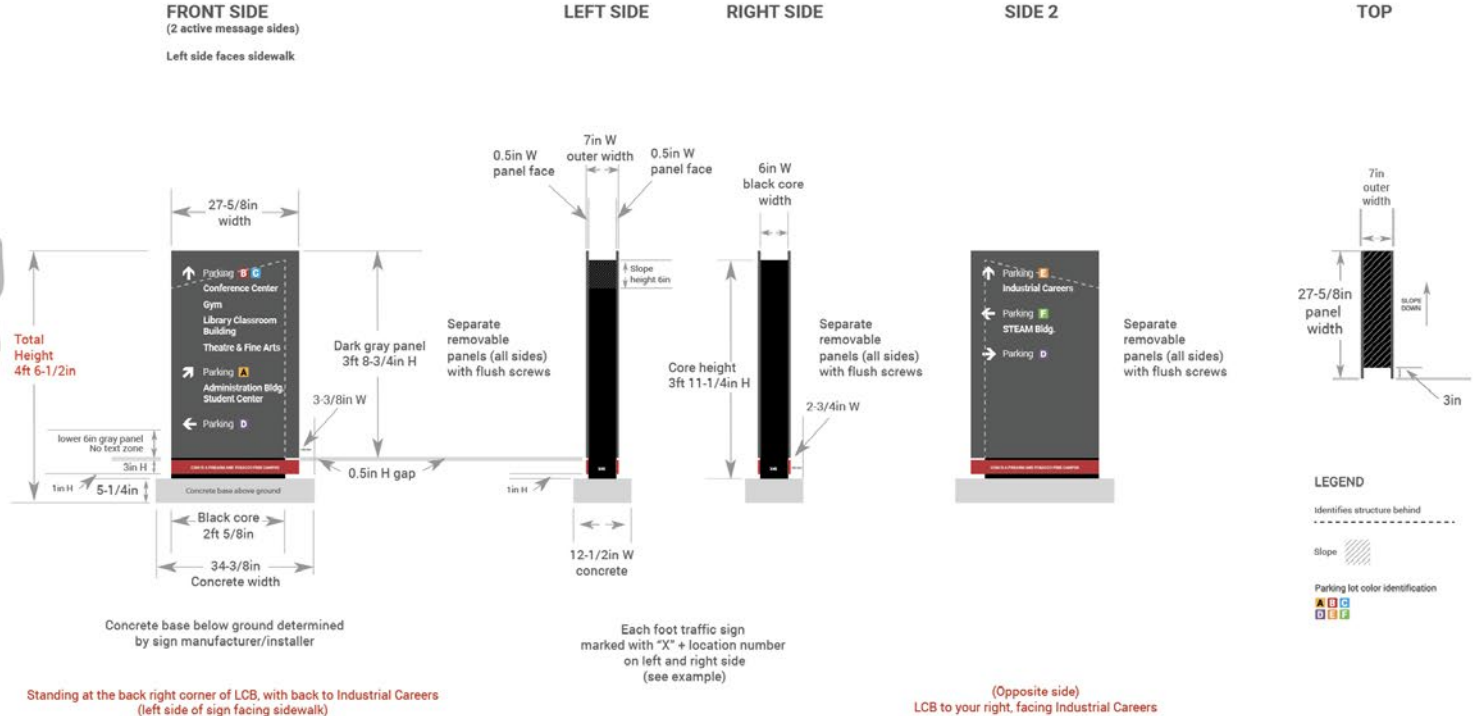 FRONT SIDE
(2 active message sides)
Left side faces sidewalk
LEFT SIDE
RIGHT SIDE
SIDE 2
TOP
27-5/8in
width
Parking B C
Conference Center
Gym
Library Classroom
Building
Theatre & Fine Arts
Parking A
Administration Bldg.
Student Center
Parking D
Total
Height
4ft 6-1/2in
Dark gray panel
3ft 8-3/4in H
3-3/8in W
lower 6in gray panel
No text zone
3in H
1in H
5-1/4in
0.5in H gap
Concrete base above ground
Black core
2ft 5/8in
34-3/8in
Concrete width
Concrete base below ground determined
by sign manufacturer/installer
Standing at the back right corner of LCB, with back to Industrial Careers
(left side of sign facing sidewalk)
0.5in W
panel face
7in W
outer width
0.5in W
panel face
Slope
height 6in
Separate
removable
panels (all sides)
with flush screws
1in H
12-1/2in W
concrete
Each foot traffic sign
marked with "X" + location number
on left and right side
(see example)
6in W
black core
width
Core height
3ft 11-1/4in H
Separate
removable
panels (all sides)
with flush screws
2-3/4in W
Parking E
Industrial Careers
Parking F
STEAM Bldg.
Parking D
Separate
removable
panels (all sides)
with flush screws
(Opposite side)
LCB to your right, facing Industrial Careers
7in
outer
width
27-5/8in
panel
width
SLOPE
DOWN
3in
LEGEND
Identifies structure behind
Slope
Parking lot color identification
A B C
D E F